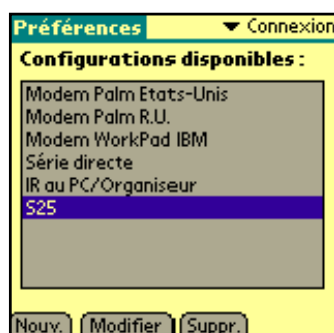 Préférences ▼ Connexion
Configurations disponibles :
Modem Palm Etats-Unis
Modem Palm R.U.
Modem WorkPad IBM
Série directe
IR au PC/Organiseur
S25
Nouv. Modifier Suppr.